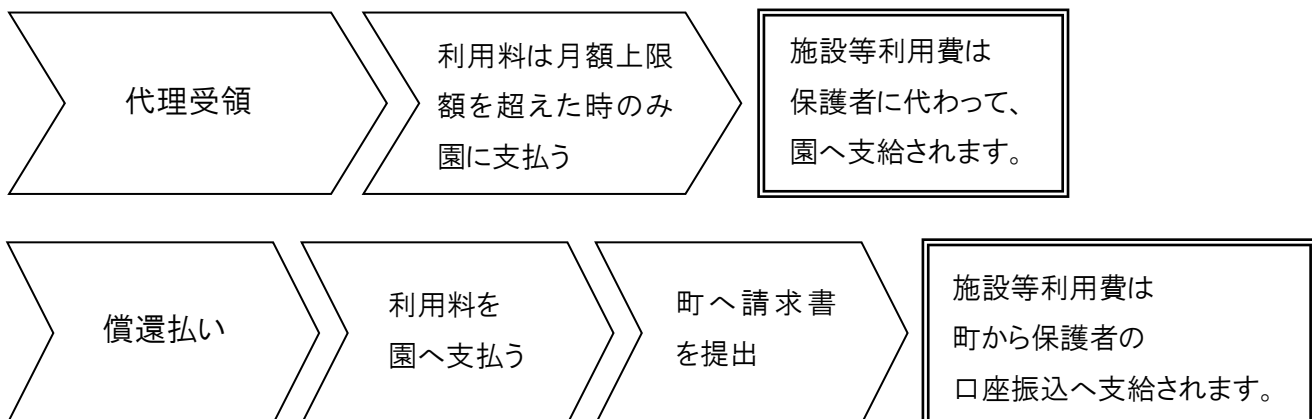 代理受領
利用料は月額上限
額を超えた時のみ
園に支払う
施設等利用費は
保護者に代わって、
園へ支給されます。
償還払い
利用料を
園へ支払う
町へ請求書
を提出
施設等利用費は
町から保護者の
口座振込へ支給されます。